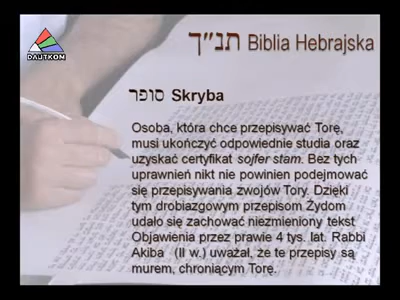 DAUTKOM
תנ״ך Biblia Hebrajska
סופר Skryba
Osoba, która chce przepisywać Torę,
musi ukończyć odpowiednie studia oraz
uzyskać certyfikat sojfer stam. Bez tych
uprawnień nikt nie powinien podejmować
się przepisywania zwojów Tory. Dzięki
tym drobiazgowym przepisom Żydom
udało się zachować niezmieniony tekst
Objawienia przez prawie 4 tys. lat. Rabbi
Akiba (II w.) uważał, że te przepisy są
murem, chroniącym Torę.